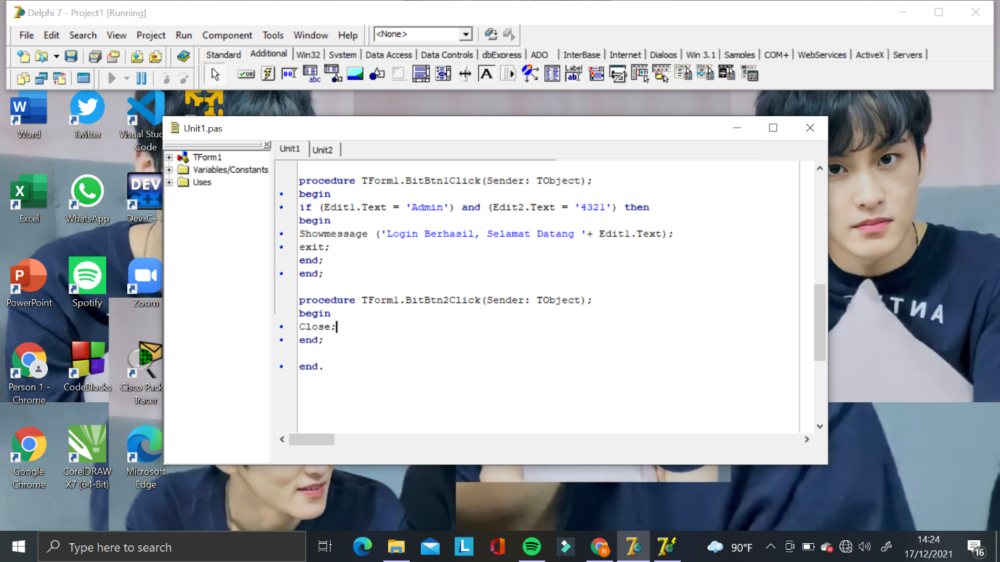 Delphi 7 - Project1 [Running]
File Edit Search View Project Run Component Tools Window Help
<None>
Standard Additional Win32 System Data Access Data Controls dbExpress ADO InterBase Internet Dialogs Win 3.1 Samples COM+ WebServices ActiveX Servers
Word
Twitter
Visual Stud
Code
Unit1.pas
Unit1 Unit2
TForm1
Variables/Constants
Uses
procedure TForm1.BitBtn1Click(Sender: TObject);
begin
if (Edit1.Text = 'Admin') and (Edit2.Text = '4321') then
begin
Showmessage ('Login Berhasil, Selamat Datang '+ Edit1.Text);
exit;
end;
end;
procedure TForm1.BitBtn2Click(Sender: TObject);
begin
Close;
end;
end.
Excel
WhatsApp
DEV
C++
Dev-C++
PowerPoint
Spotify
zoom
Zoom
Person 1 -
Chrome
CodeBlocks
Cisco Pack
Tracer
Google
Chrome
CorelDRAW
X7 (64-Bit)
Microsoft
Edge
Type here to search
90°F
14:24
17/12/2021
16